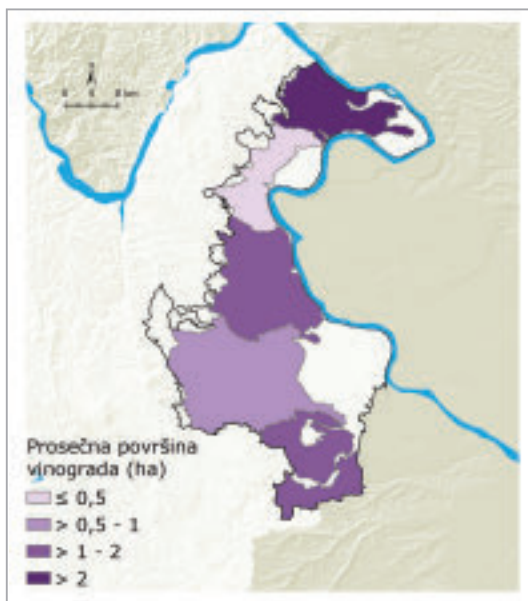 Prosečna površina
vinograda (ha)
≤ 0,5
> 0,5 - 1
> 1 - 2
> 2